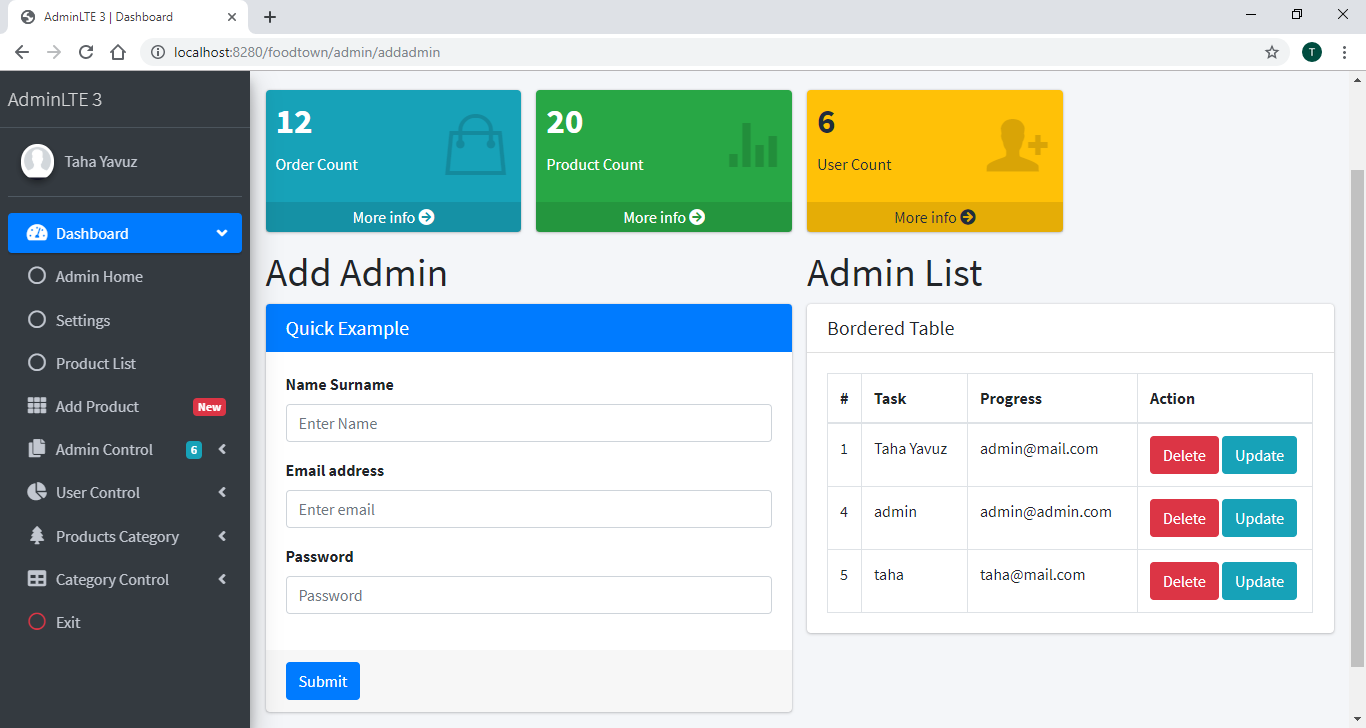 AdminLTE 3 | Dashboard
localhost:8280/foodtown/admin/addadmin
T
AdminLTE 3
Taha Yavuz
Dashboard
Admin Home
Settings
Product List
Add Product New
Admin Control 6
User Control
Products Category
Category Control
Exit
12
Order Count
More info
20
Product Count
More info
6
User Count
More info
Add Admin
Quick Example
Name Surname
Enter Name
Email address
Enter email
Password
Password
Submit
Admin List
Bordered Table
# Task Progress Action
1 Taha Yavuz admin@mail.com Delete Update
4 admin admin@admin.com Delete Update
5 taha taha@mail.com Delete Update